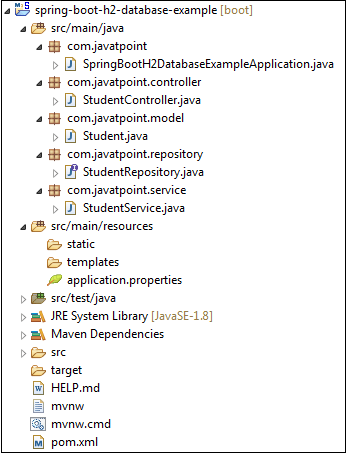 spring-boot-h2-database-example [boot]
src/main/java
com.javatpoint
SpringBootH2DatabaseExampleApplication.java
com.javatpoint.controller
StudentController.java
com.javatpoint.model
Student.java
com.javatpoint.repository
StudentRepository.java
com.javatpoint.service
StudentService.java
src/main/resources
static
templates
application.properties
src/test/java
JRE System Library [JavaSE-1.8]
Maven Dependencies
src
target
HELP.md
mvnw
mvnw.cmd
pom.xml